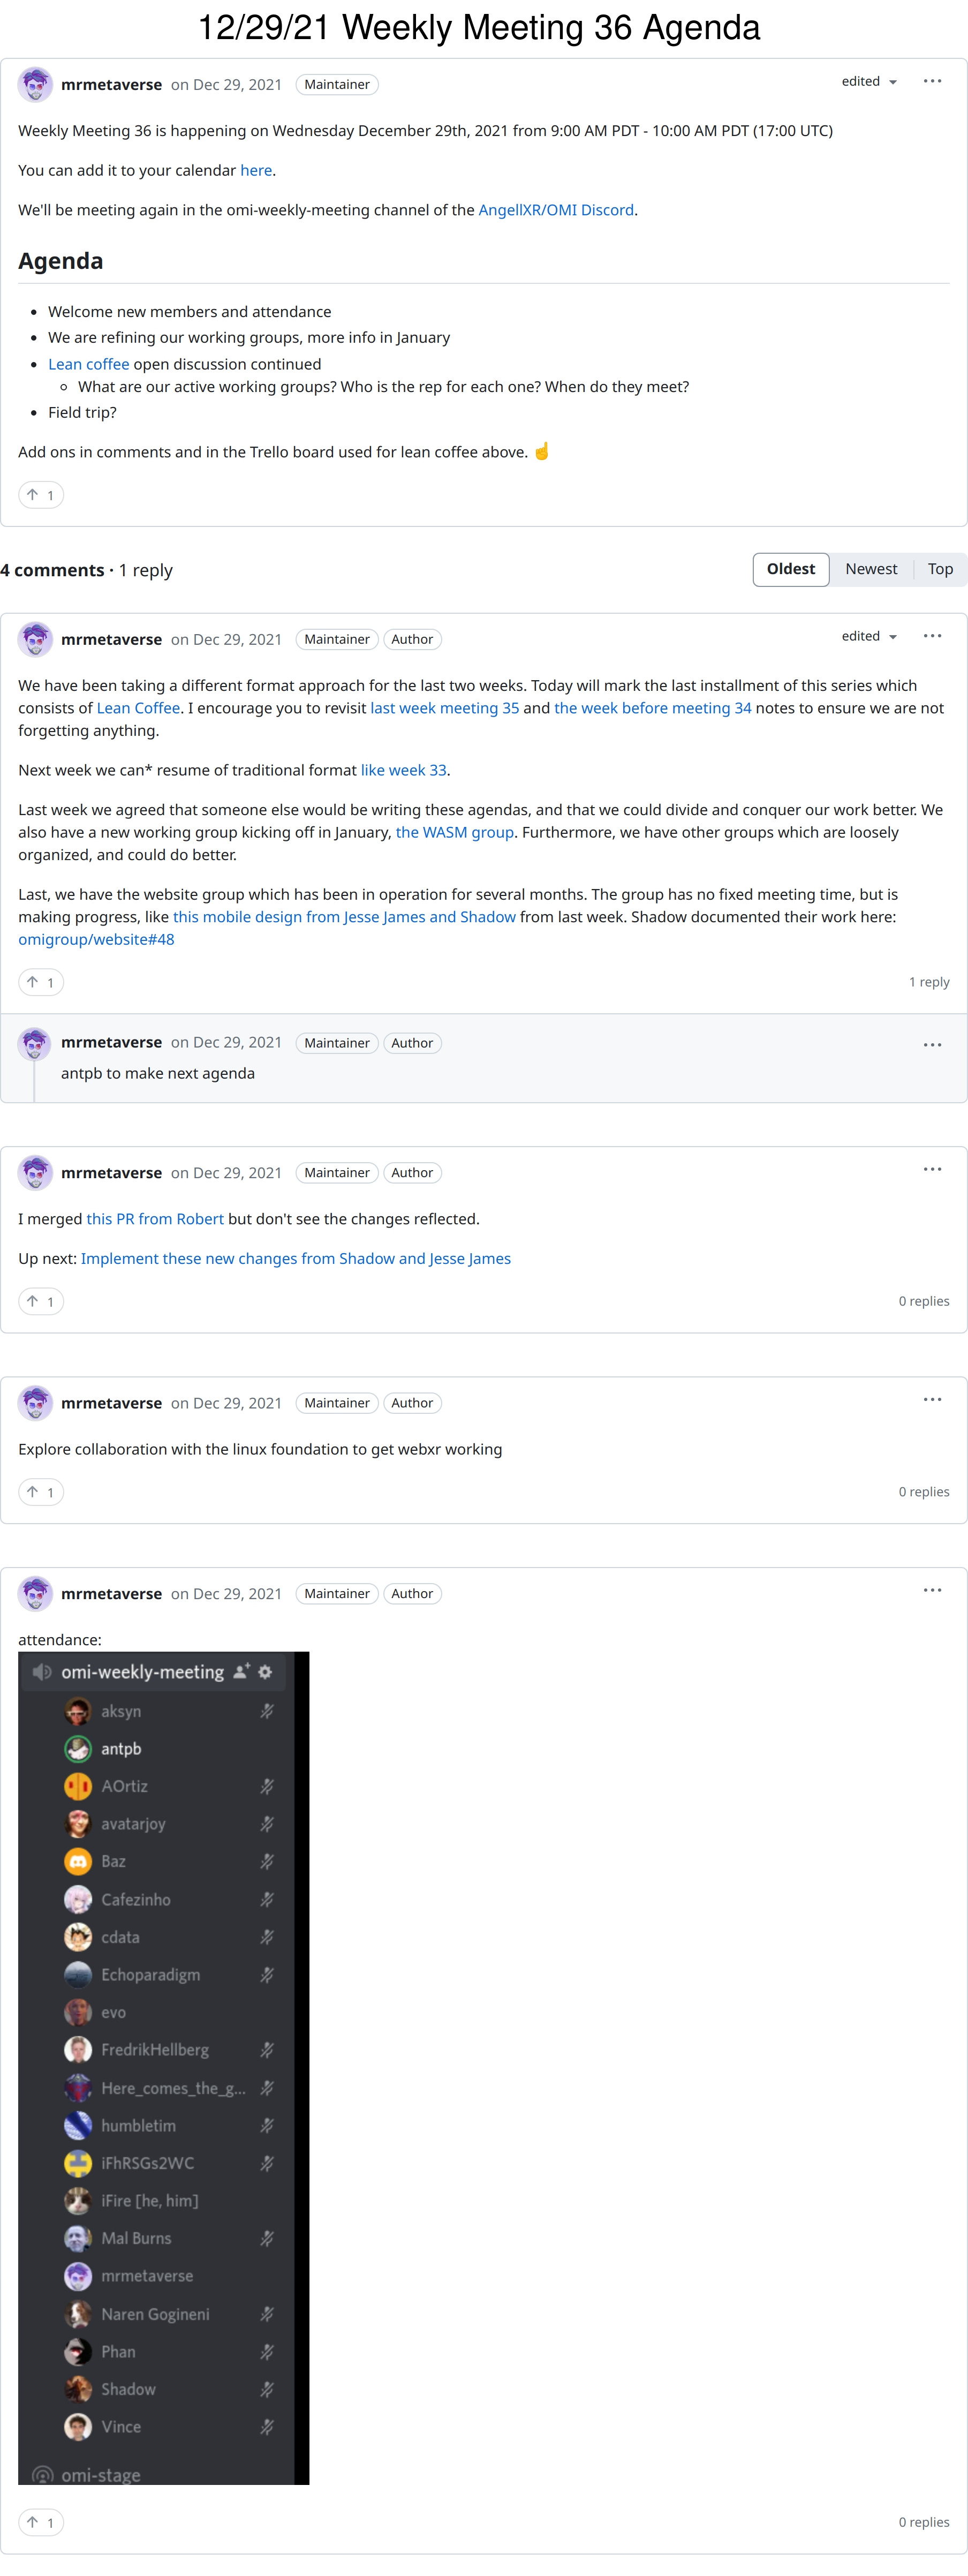 12/29/21 Weekly Meeting 36 Agenda
mrmetaverse on Dec 29, 2021 Maintainer edited
Weekly Meeting 36 is happening on Wednesday December 29th, 2021 from 9:00 AM PDT - 10:00 AM PDT (17:00 UTC)
You can add it to your calendar here.
We'll be meeting again in the omi-weekly-meeting channel of the AngellXR/OMI Discord.
Agenda
• Welcome new members and attendance
• We are refining our working groups, more info in January
• Lean coffee open discussion continued
◦ What are our active working groups? Who is the rep for each one? When do they meet?
• Field trip?
Add ons in comments and in the Trello board used for lean coffee above. ☝️
↑ 1
4 comments · 1 reply
Oldest Newest Top
mrmetaverse on Dec 29, 2021 Maintainer Author edited
We have been taking a different format approach for the last two weeks. Today will mark the last installment of this series which
consists of Lean Coffee. I encourage you to revisit last week meeting 35 and the week before meeting 34 notes to ensure we are not
forgetting anything.
Next week we can* resume of traditional format like week 33.
Last week we agreed that someone else would be writing these agendas, and that we could divide and conquer our work better. We
also have a new working group kicking off in January, the WASM group. Furthermore, we have other groups which are loosely
organized, and could do better.
Last, we have the website group which has been in operation for several months. The group has no fixed meeting time, but is
making progress, like this mobile design from Jesse James and Shadow from last week. Shadow documented their work here:
omigroup/website#48
↑ 1 1 reply
mrmetaverse on Dec 29, 2021 Maintainer Author
antpb to make next agenda
mrmetaverse on Dec 29, 2021 Maintainer Author
I merged this PR from Robert but don't see the changes reflected.
Up next: Implement these new changes from Shadow and Jesse James
↑ 1 0 replies
mrmetaverse on Dec 29, 2021 Maintainer Author
Explore collaboration with the linux foundation to get webxr working
↑ 1 0 replies
mrmetaverse on Dec 29, 2021 Maintainer Author
attendance:
omi-weekly-meeting
aksyn
antpb
AOrtiz
avatarjoy
Baz
Cafezinho
cdata
Echoparadigm
evo
FredrikHellberg
Here_comes_the_g...
humbletim
iFhRSGs2WC
iFire [he, him]
Mal Burns
mrmetaverse
Naren Gogineni
Phan
Shadow
Vince
omi-stage
↑ 1 0 replies